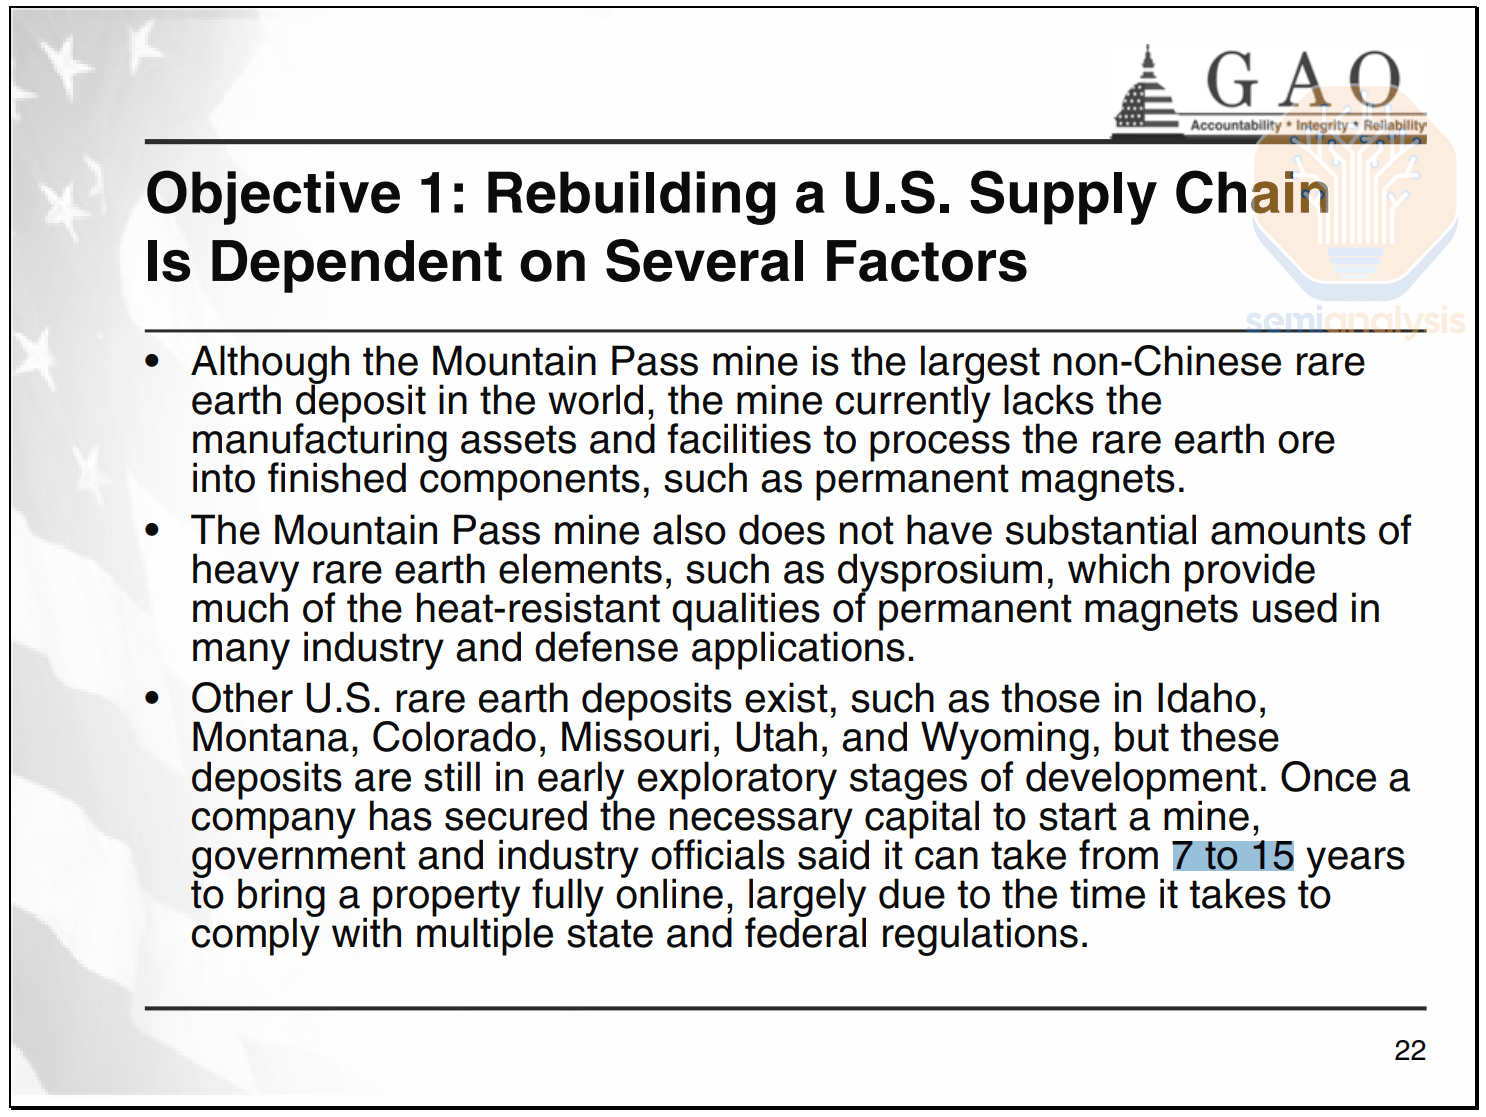 GAO
Accountability * Integrity * Reliability
Objective 1: Rebuilding a U.S. Supply Chain
Is Dependent on Several Factors
semianalysis
• Although the Mountain Pass mine is the largest non-Chinese rare
earth deposit in the world, the mine currently lacks the
manufacturing assets and facilities to process the rare earth ore
into finished components, such as permanent magnets.
• The Mountain Pass mine also does not have substantial amounts of
heavy rare earth elements, such as dysprosium, which provide
much of the heat-resistant qualities of permanent magnets used in
many industry and defense applications.
• Other U.S. rare earth deposits exist, such as those in Idaho,
Montana, Colorado, Missouri, Utah, and Wyoming, but these
deposits are still in early exploratory stages of development. Once a
company has secured the necessary capital to start a mine,
government and industry officials said it can take from 7 to 15 years
to bring a property fully online, largely due to the time it takes to
comply with multiple state and federal regulations.
22